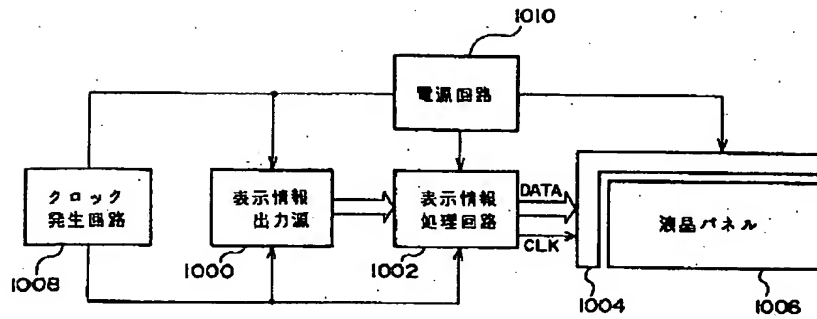 1010
電源回路
クロック
発生回路
表示情報
出力源
表示情報
処理回路
DATA
CLK
液晶パネル
1008
1000
1002
1004
1006